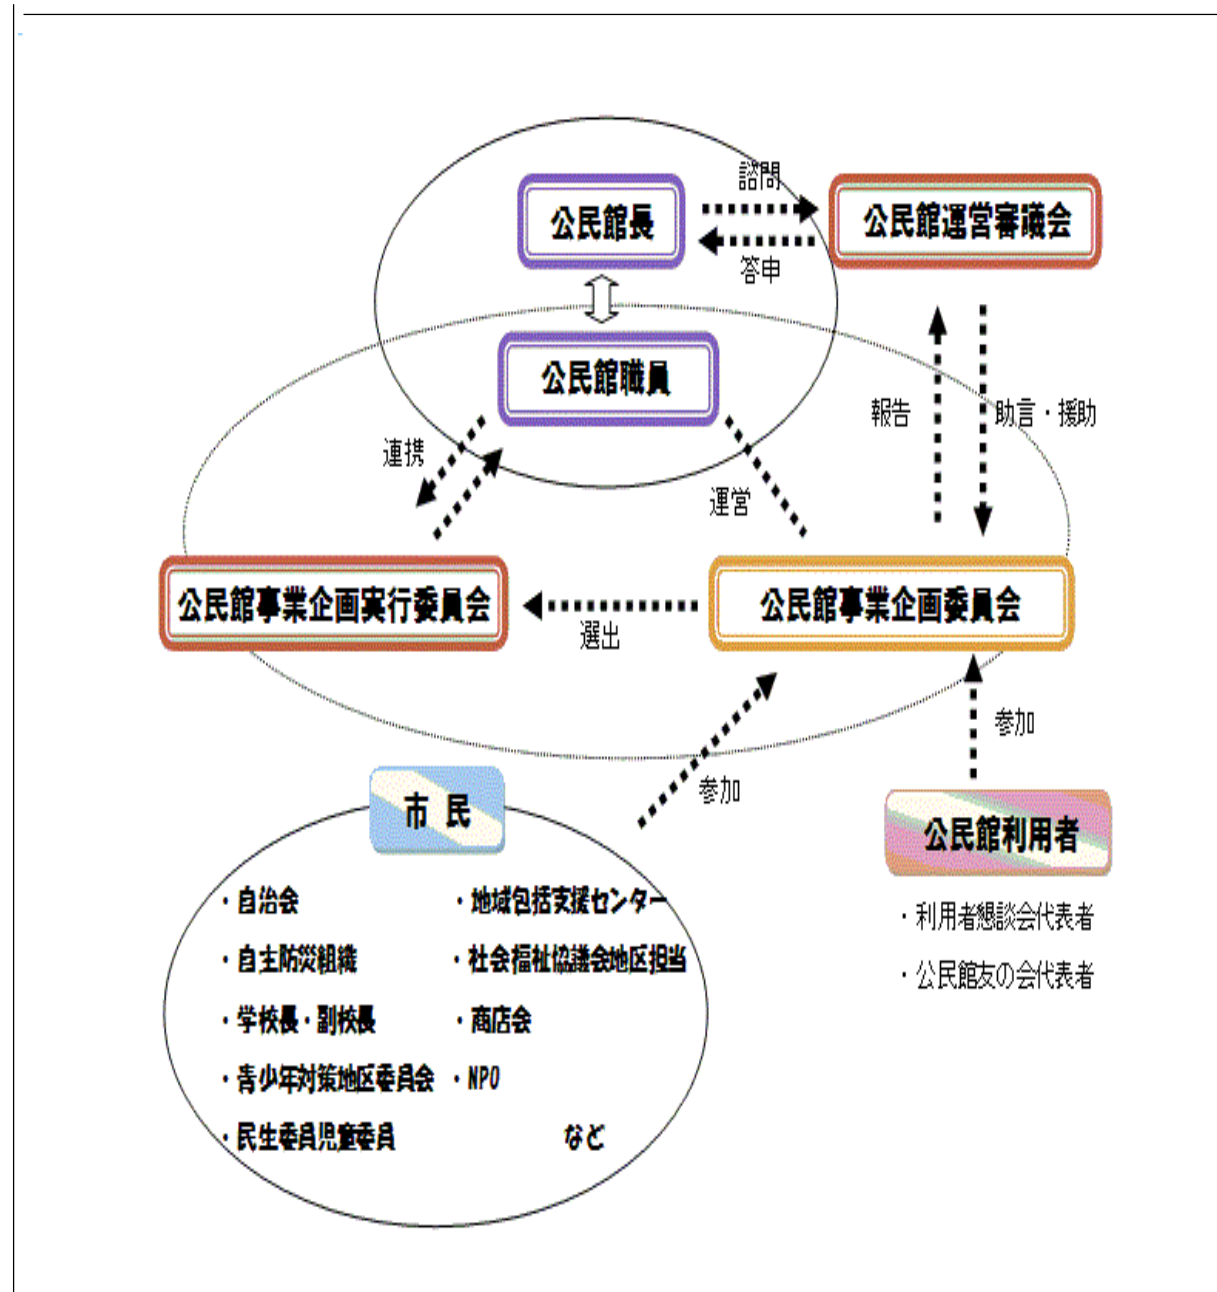 諮問
公民館長
公民館運営審議会
答申
公民館職員
報告
助言・援助
連携
運営
公民館事業企画実行委員会
公民館事業企画委員会
選出
参加
参加
市 民
公民館利用者
・自治会
・地域包括支援センター
・利用者懇談会代表者
・自主防災組織
・社会福祉協議会地区担当
・公民館友の会代表者
・学校長・副校長
・商店会
・青少年対策地区委員会
・NPO
・民生委員児童委員
など